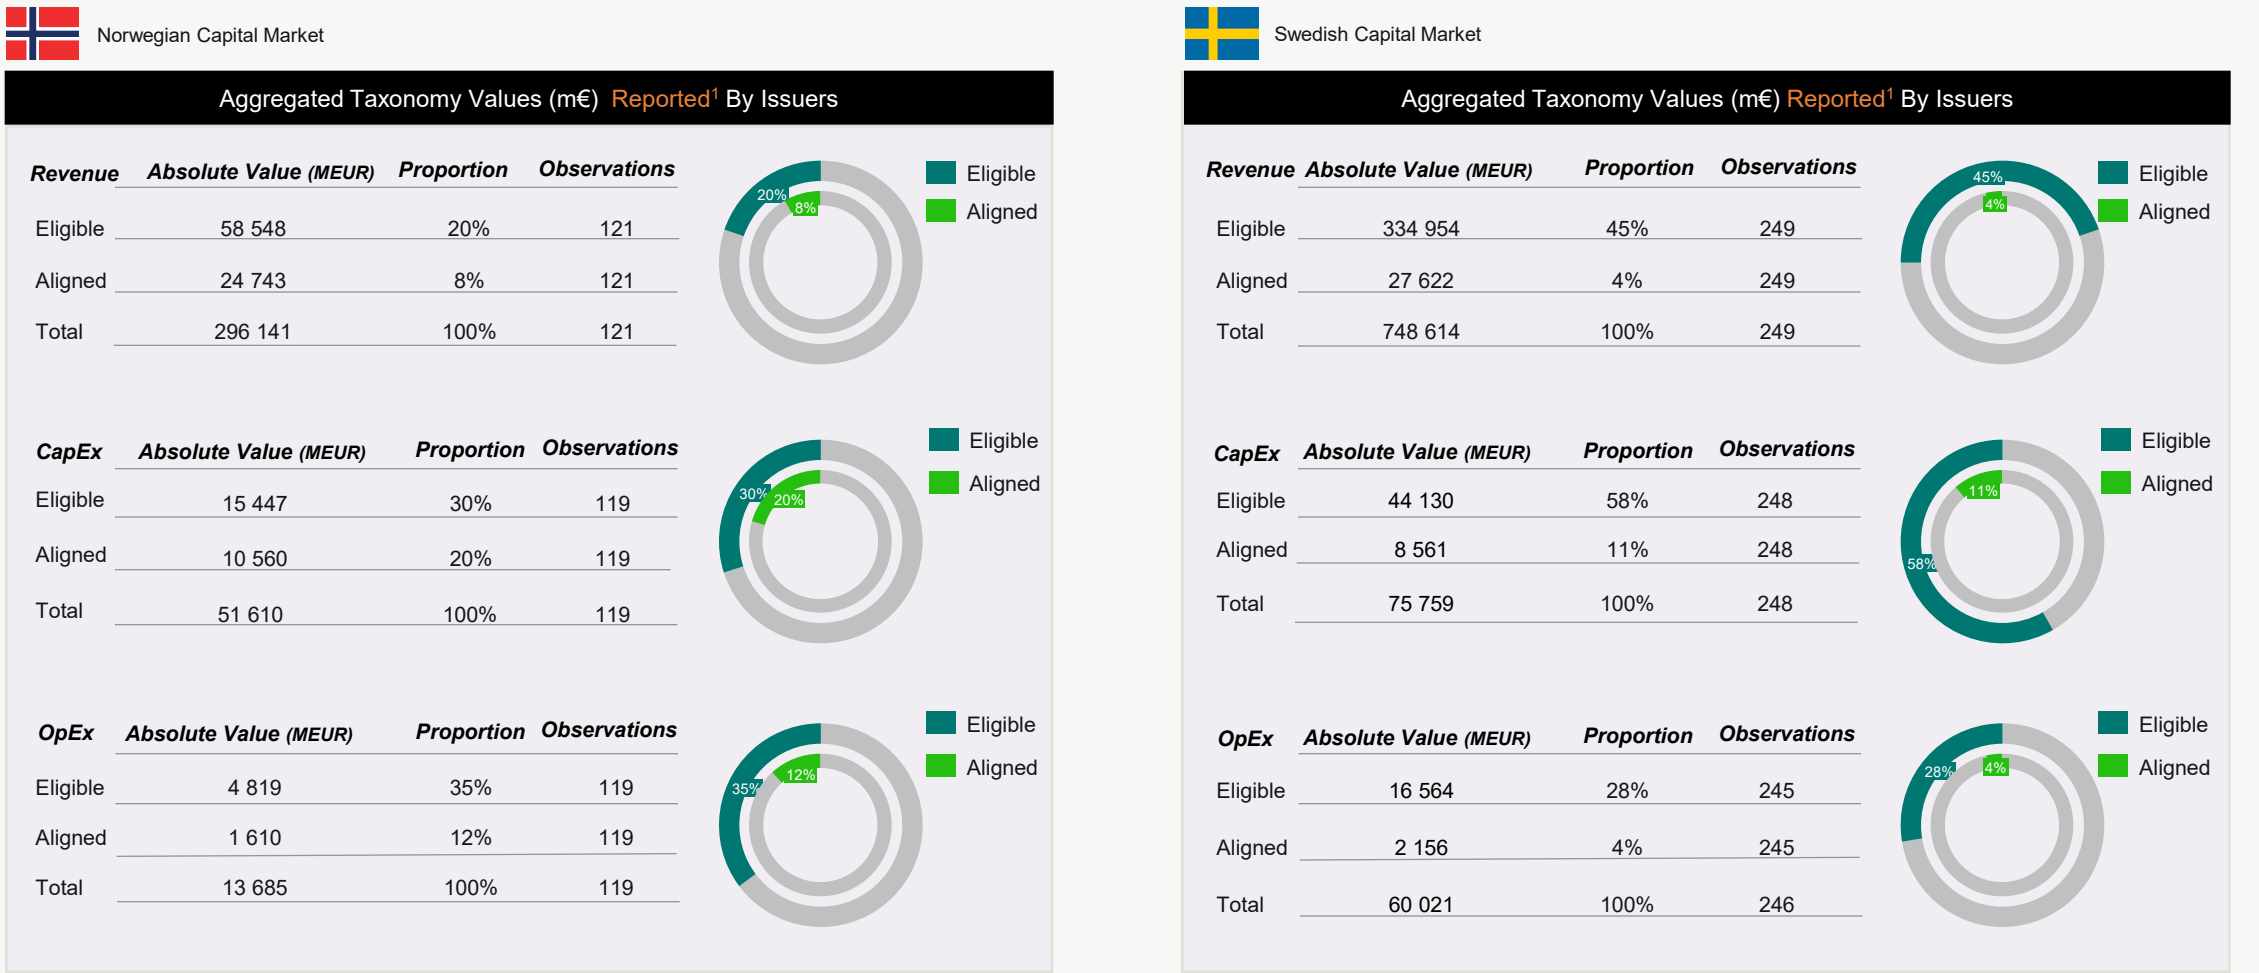 Norwegian Capital Market
Aggregated Taxonomy Values (m€) Reported¹ By Issuers
Revenue Absolute Value (MEUR) Proportion Observations
Eligible 58 548 20% 121
Aligned 24 743 8% 121
Total 296 141 100% 121
20%
8%
Eligible
Aligned
CapEx Absolute Value (MEUR) Proportion Observations
Eligible 15 447 30% 119
Aligned 10 560 20% 119
Total 51 610 100% 119
30%
20%
Eligible
Aligned
OpEx Absolute Value (MEUR) Proportion Observations
Eligible 4 819 35% 119
Aligned 1 610 12% 119
Total 13 685 100% 119
35%
12%
Eligible
Aligned
Swedish Capital Market
Aggregated Taxonomy Values (m€) Reported¹ By Issuers
Revenue Absolute Value (MEUR) Proportion Observations
Eligible 334 954 45% 249
Aligned 27 622 4% 249
Total 748 614 100% 249
45%
4%
Eligible
Aligned
CapEx Absolute Value (MEUR) Proportion Observations
Eligible 44 130 58% 248
Aligned 8 561 11% 248
Total 75 759 100% 248
11%
58%
Eligible
Aligned
OpEx Absolute Value (MEUR) Proportion Observations
Eligible 16 564 28% 245
Aligned 2 156 4% 245
Total 60 021 100% 246
28%
4%
Eligible
Aligned